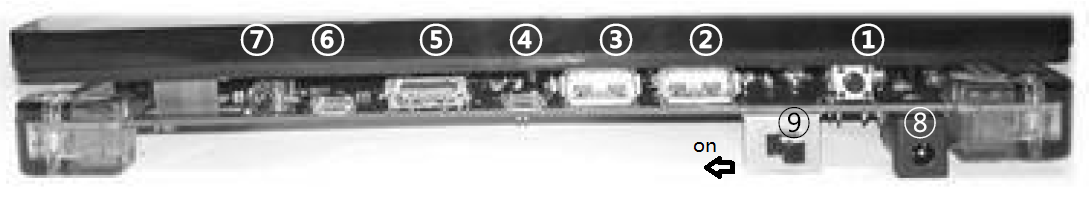 ⑦ ⑥ ⑤ ④ ③ ② ①
⑨ ⑧
on